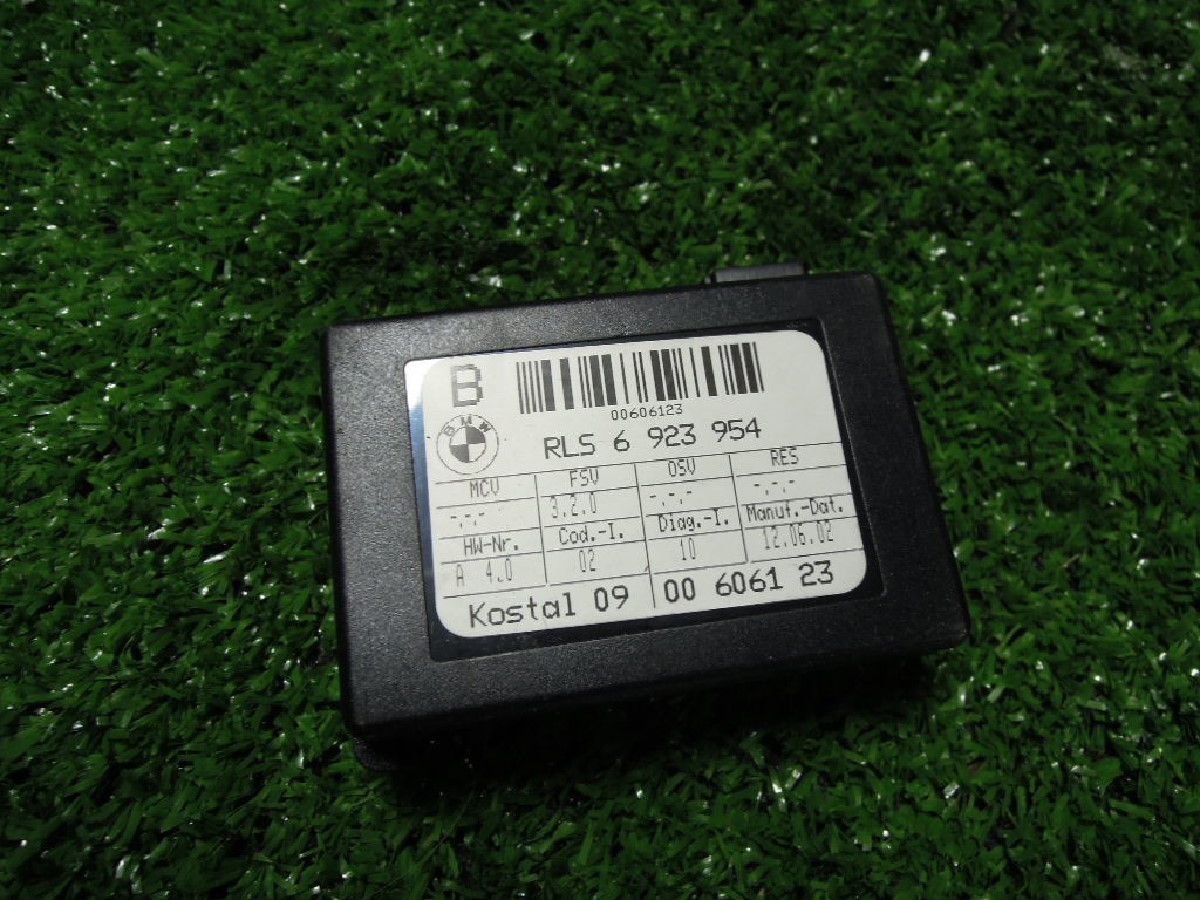 B
00606123
BMW
RLS 6 923 954
MCV FSV OSV RES
-.-.- 3.2.0 -.-.- -.-.-
HW-Nr. Cod.-I. Diag.-I. Manuf.-Dat.
A 4.0 02 10 12.06.02
Kostal 09 00 6061 23